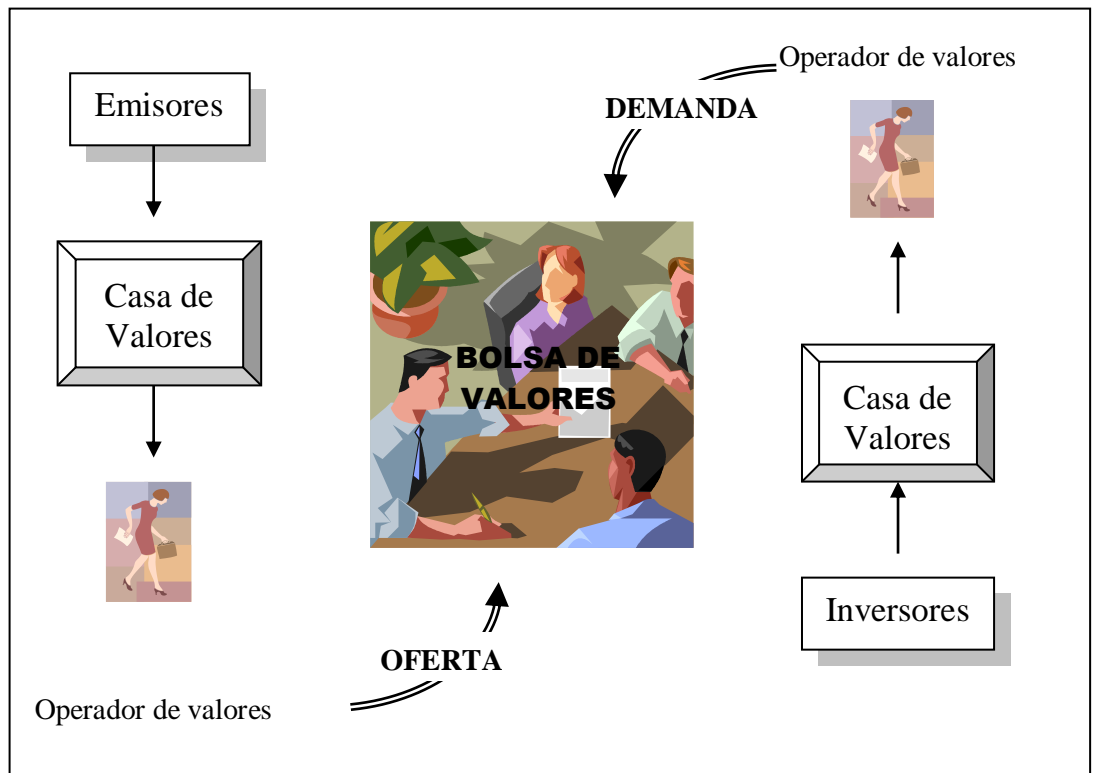 Operador de valores
Emisores
DEMANDA
Casa de
Valores
BOLSA DE
VALORES
Casa de
Valores
Inversores
OFERTA
Operador de valores